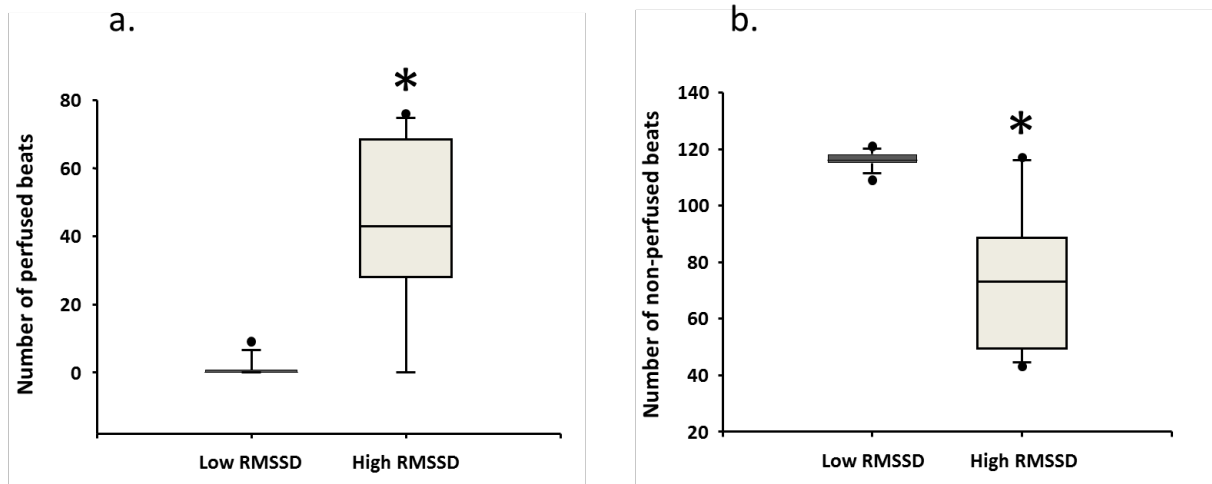 a.
*
80
60
40
20
0
Number of perfused beats
Low RMSSD High RMSSD
b.
*
140
120
100
80
60
40
20
Number of non-perfused beats
Low RMSSD High RMSSD